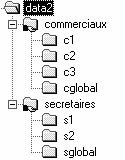 data2
commerciaux
c1
c2
c3
cglobal
secretaires
s1
s2
sglobal